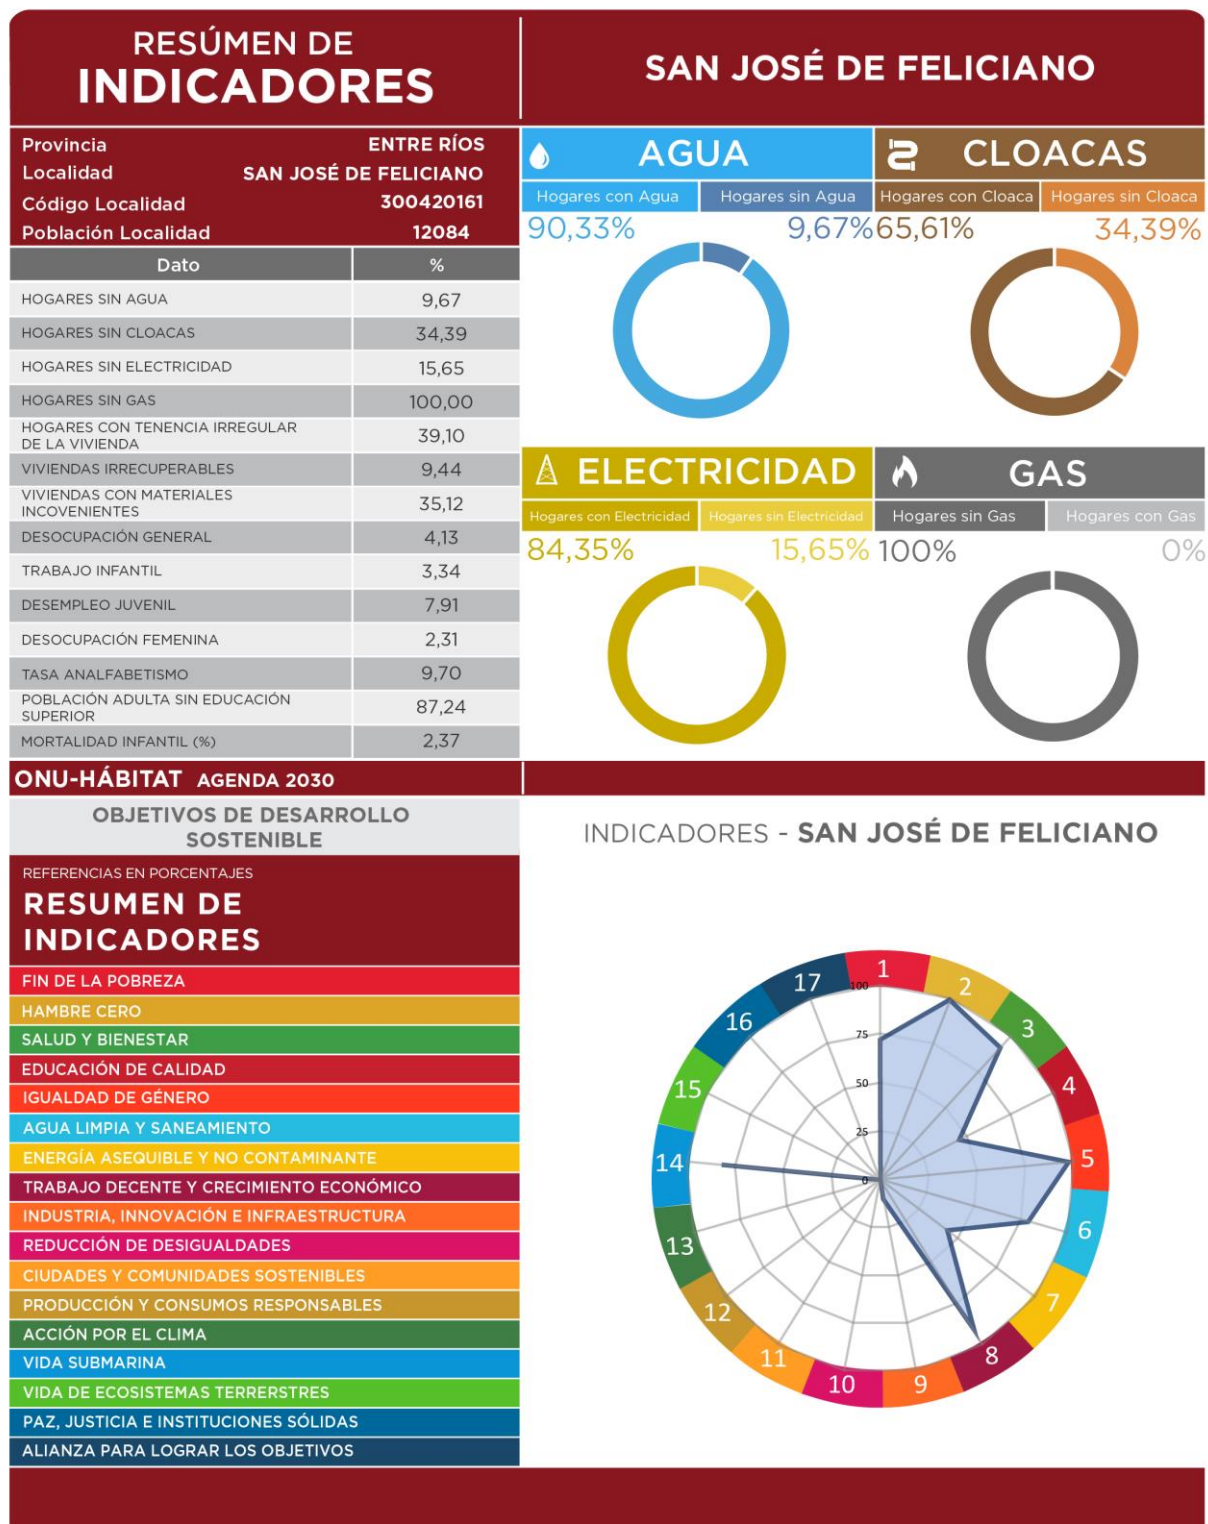 RESÚMEN DE
INDICADORES
SAN JOSÉ DE FELICIANO
Provincia ENTRE RÍOS
Localidad SAN JOSÉ DE FELICIANO
Código Localidad 300420161
Población Localidad 12084
Dato %
HOGARES SIN AGUA 9,67
HOGARES SIN CLOACAS 34,39
HOGARES SIN ELECTRICIDAD 15,65
HOGARES SIN GAS 100,00
HOGARES CON TENENCIA IRREGULAR
DE LA VIVIENDA 39,10
VIVIENDAS IRRECUPERABLES 9,44
VIVIENDAS CON MATERIALES
INCOVENIENTES 35,12
DESOCUPACIÓN GENERAL 4,13
TRABAJO INFANTIL 3,34
DESEMPLEO JUVENIL 7,91
DESOCUPACIÓN FEMENINA 2,31
TASA ANALFABETISMO 9,70
POBLACIÓN ADULTA SIN EDUCACIÓN
SUPERIOR 87,24
MORTALIDAD INFANTIL (%) 2,37
AGUA
Hogares con Agua Hogares sin Agua
90,33% 9,67%
CLOACAS
Hogares con Cloaca Hogares sin Cloaca
65,61% 34,39%
ELECTRICIDAD
Hogares con Electricidad Hogares sin Electricidad
84,35% 15,65%
GAS
Hogares sin Gas Hogares con Gas
100% 0%
ONU-HÁBITAT AGENDA 2030
OBJETIVOS DE DESARROLLO
SOSTENIBLE
REFERENCIAS EN PORCENTAJES
RESUMEN DE
INDICADORES
FIN DE LA POBREZA
HAMBRE CERO
SALUD Y BIENESTAR
EDUCACIÓN DE CALIDAD
IGUALDAD DE GÉNERO
AGUA LIMPIA Y SANEAMIENTO
ENERGÍA ASEQUIBLE Y NO CONTAMINANTE
TRABAJO DECENTE Y CRECIMIENTO ECONÓMICO
INDUSTRIA, INNOVACIÓN E INFRAESTRUCTURA
REDUCCIÓN DE DESIGUALDADES
CIUDADES Y COMUNIDADES SOSTENIBLES
PRODUCCIÓN Y CONSUMOS RESPONSABLES
ACCIÓN POR EL CLIMA
VIDA SUBMARINA
VIDA DE ECOSISTEMAS TERRERSTRES
PAZ, JUSTICIA E INSTITUCIONES SÓLIDAS
ALIANZA PARA LOGRAR LOS OBJETIVOS
INDICADORES - SAN JOSÉ DE FELICIANO
1
2
3
4
5
6
7
8
9
10
11
12
13
14
15
16
17
100
75
50
25
0